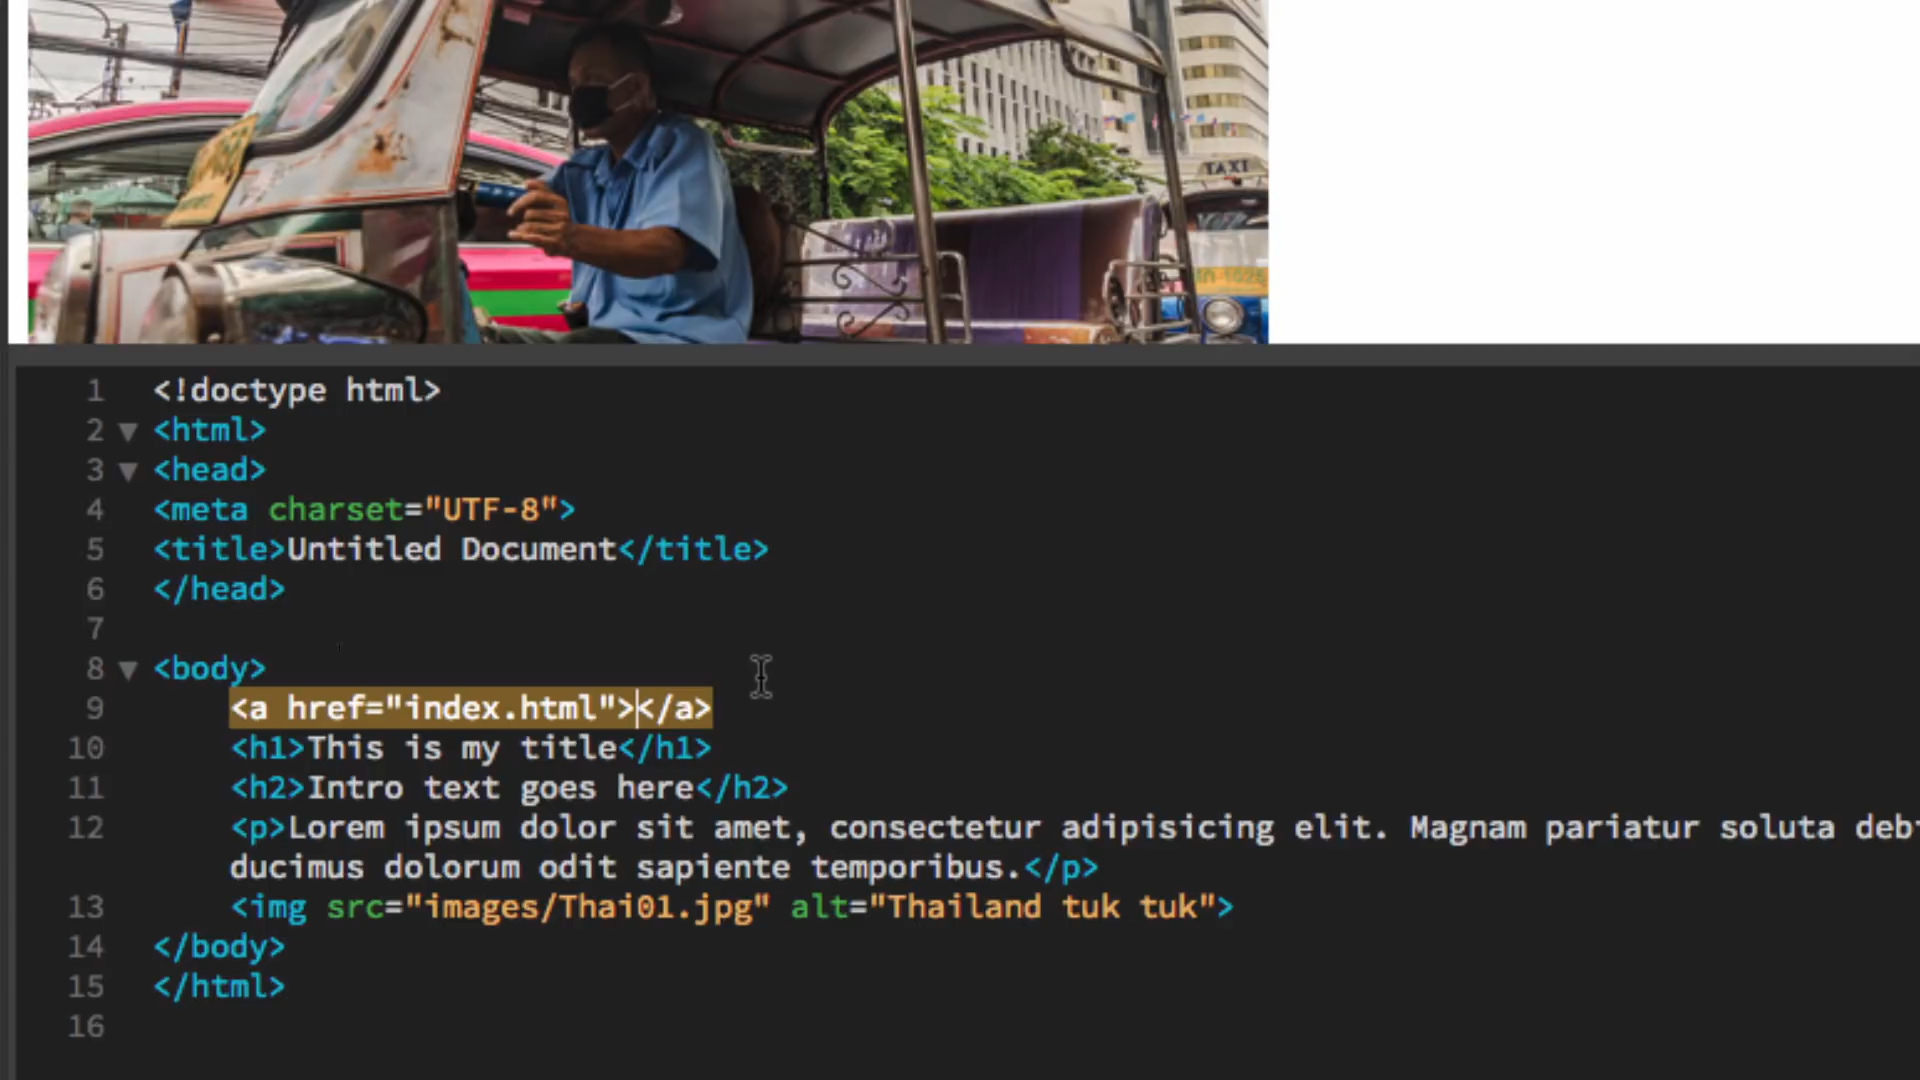 TAXI
1 <!doctype html>
2 ▼ <html>
3 ▼ <head>
4 <meta charset="UTF-8">
5 <title>Untitled Document</title>
6 </head>
7
8 ▼ <body>
9 <a href="index.html"></a>
10 <h1>This is my title</h1>
11 <h2>Intro text goes here</h2>
12 <p>Lorem ipsum dolor sit amet, consectetur adipisicing elit. Magnam pariatur soluta
ducimus dolorum odit sapiente temporibus.</p>
13 <img src="images/Thai01.jpg" alt="Thailand tuk tuk">
14 </body>
15 </html>
16